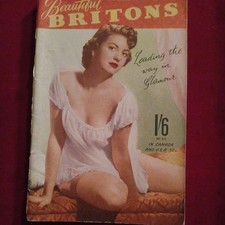 Beautiful
BRITONS
Leading the
way in
Glamour
1/6
IN CANADA